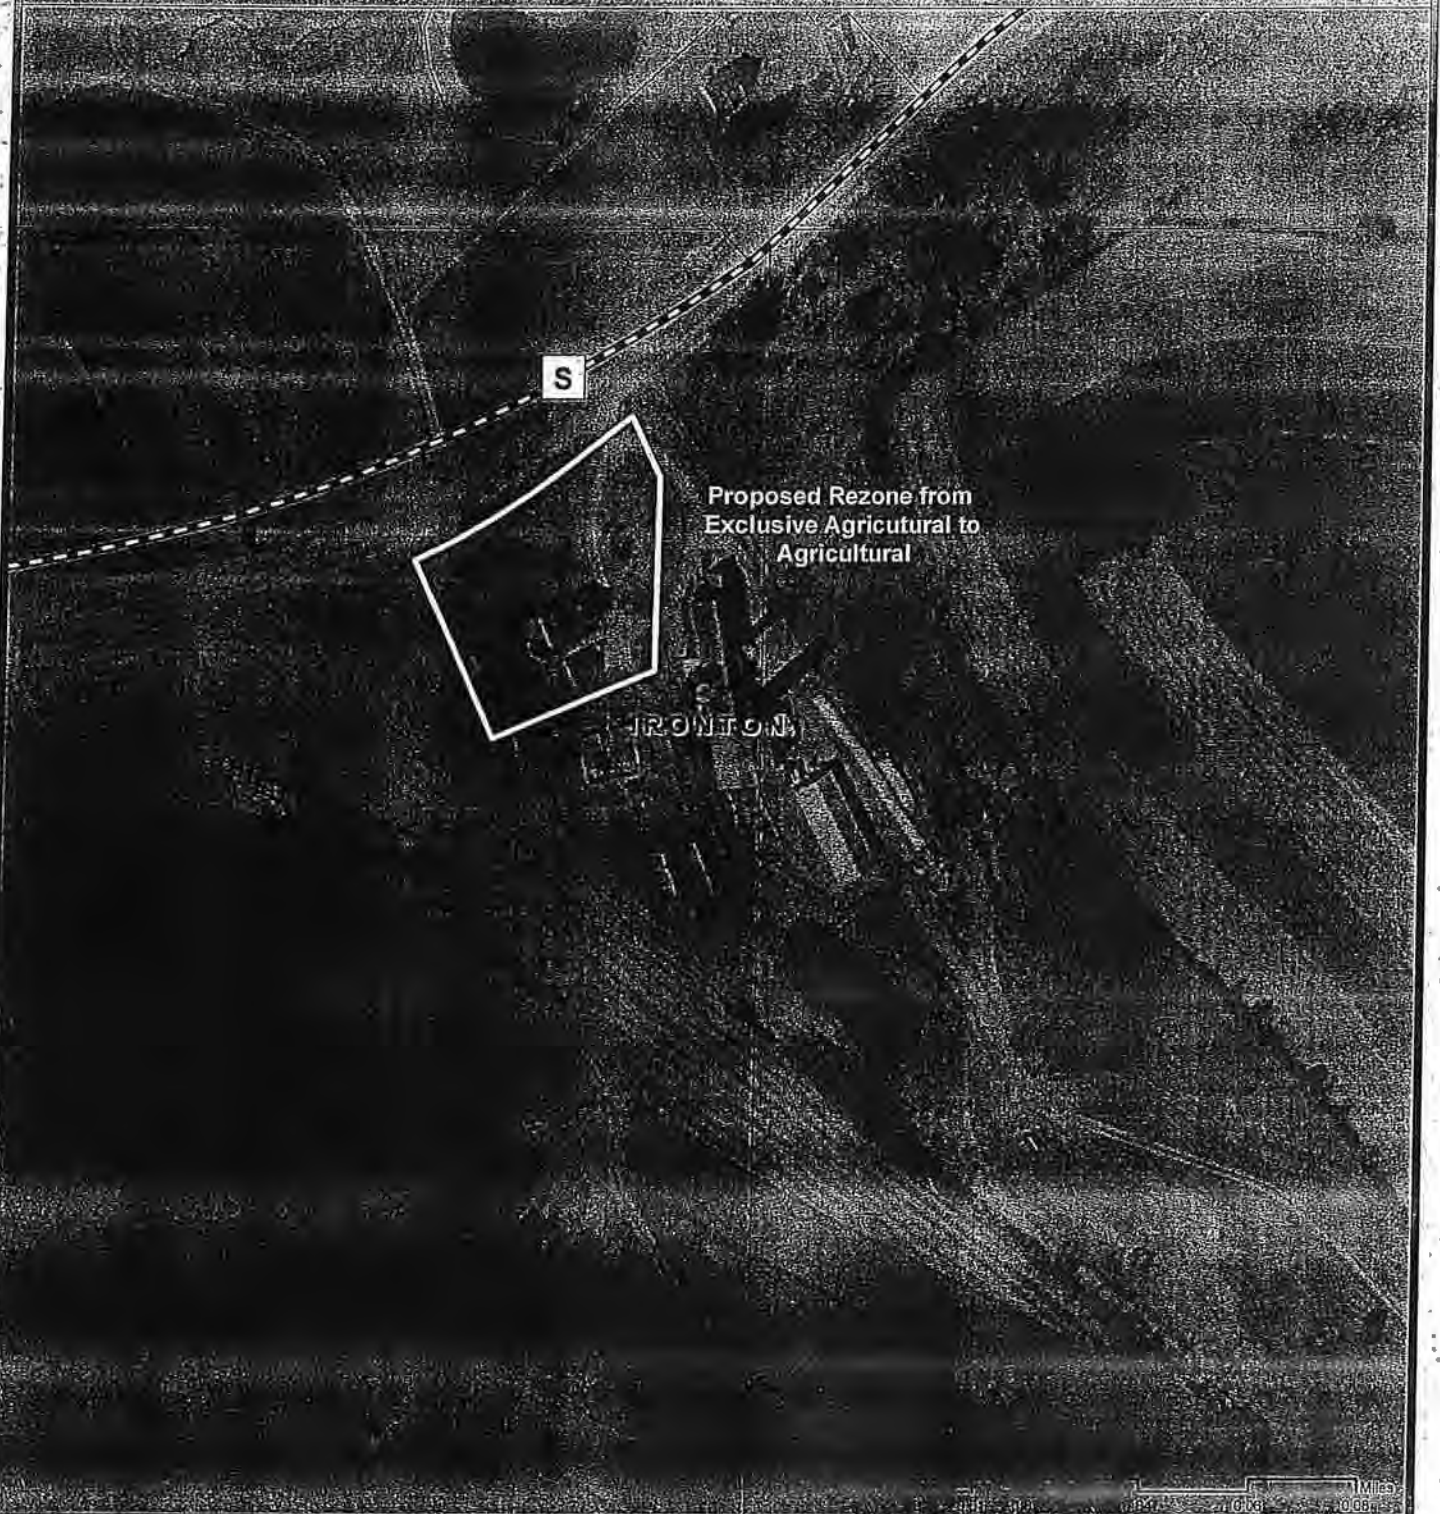 S
Proposed Rezone from
Exclusive Agricutural to
Agricultural
IRONTON
Miles